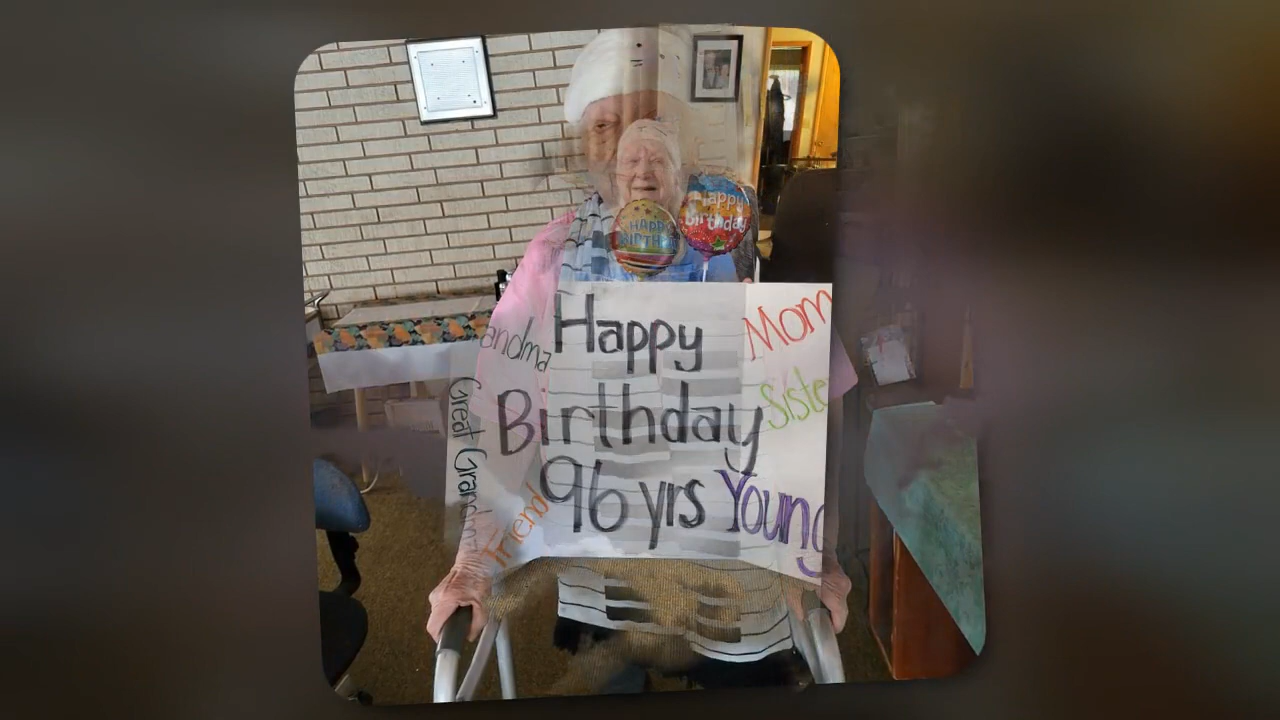 Happy
Birthday
HAPPY
BIRTHDAY
Happy
Birthday
96 yrs Young
Mom
Siste
andma
Great Grandm
Friend